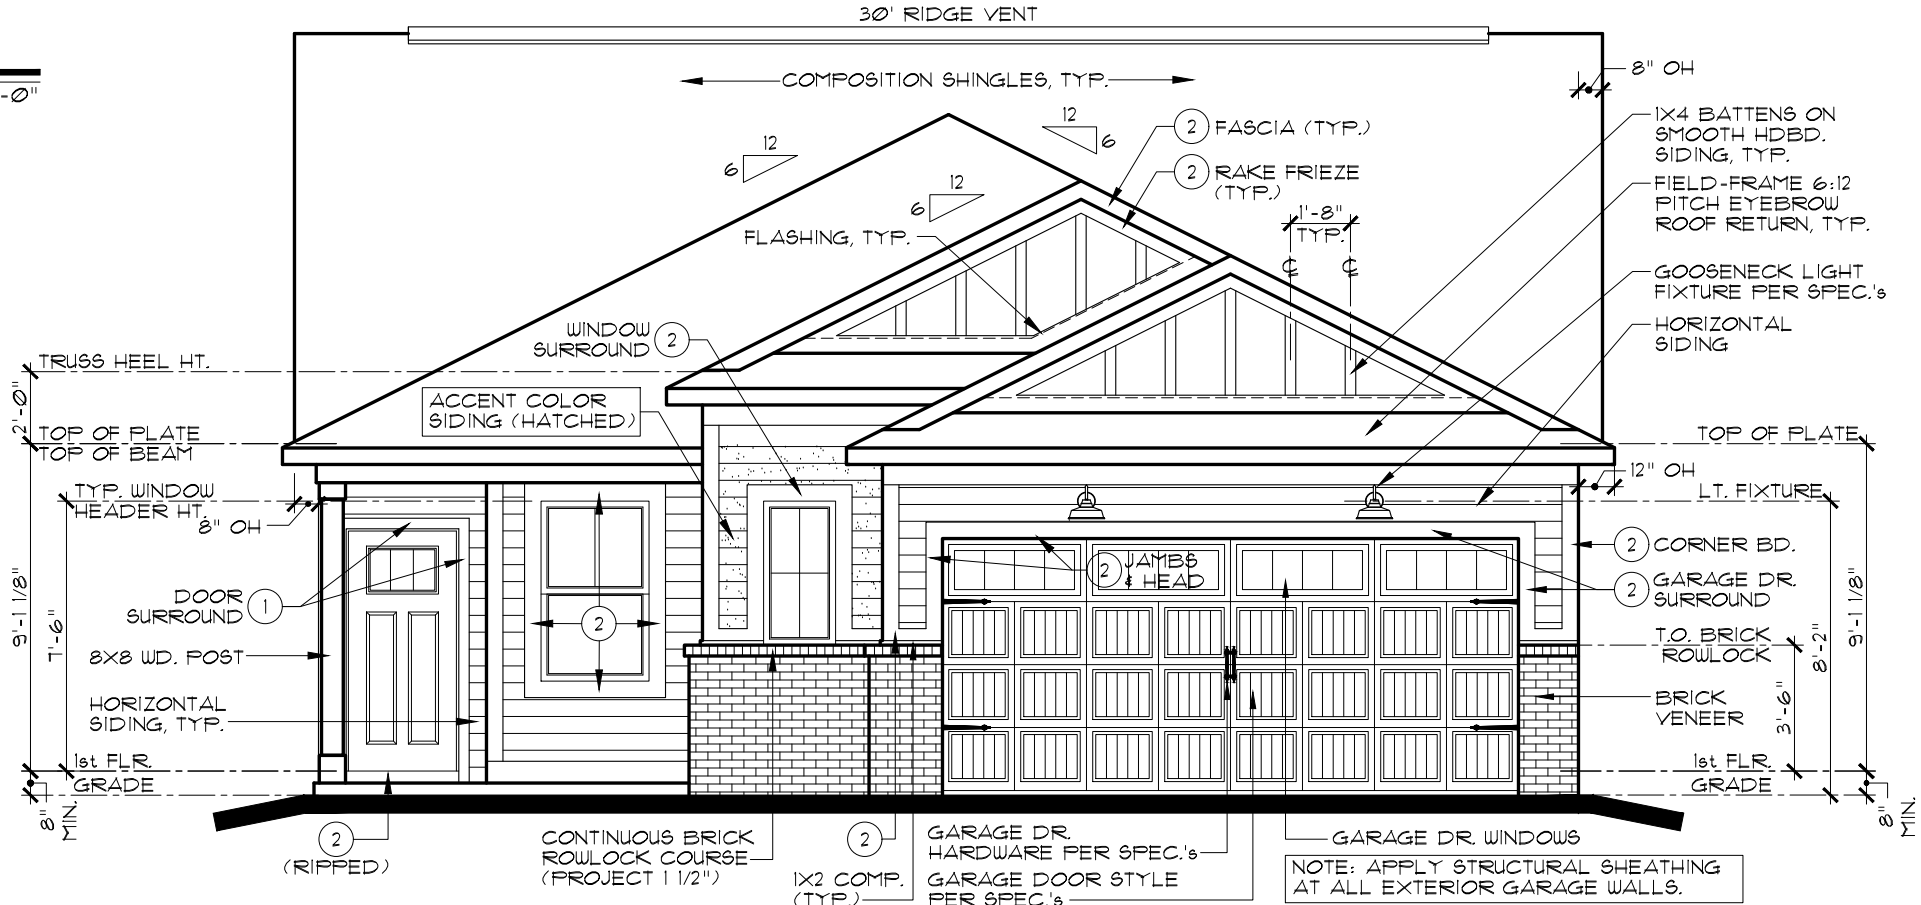 30' RIDGE VENT
-0"
COMPOSITION SHINGLES, TYP.
8" OH
12
6
12
6
12
6
2 FASCIA (TYP.)
2 RAKE FRIEZE
(TYP.)
1'-8"
TYP.
℄ ℄
1X4 BATTENS ON
SMOOTH HDBD.
SIDING, TYP.
FIELD-FRAME 6:12
PITCH EYEBROW
ROOF RETURN, TYP.
GOOSENECK LIGHT
FIXTURE PER SPEC.'s
HORIZONTAL
SIDING
FLASHING, TYP.
WINDOW
SURROUND 2
TRUSS HEEL HT.
2'-0"
ACCENT COLOR
SIDING (HATCHED)
TOP OF PLATE
TOP OF BEAM
TYP. WINDOW
HEADER HT.
8" OH
9'-1 1/8"
7'-6"
DOOR
SURROUND 1
8X8 WD. POST
HORIZONTAL
SIDING, TYP.
1st FLR.
GRADE
8"
MIN.
2
2 JAMBS
& HEAD
TOP OF PLATE
12" OH
LT. FIXTURE
2 CORNER BD.
2 GARAGE DR.
SURROUND
T.O. BRICK
ROWLOCK
BRICK
VENEER
3'-6"
8'-2"
9'-1 1/8"
1st FLR.
GRADE
8"
MIN.
2
(RIPPED)
CONTINUOUS BRICK
ROWLOCK COURSE
(PROJECT 1 1/2")
2
1X2 COMP.
(TYP.)
GARAGE DR.
HARDWARE PER SPEC.'s
GARAGE DOOR STYLE
PER SPEC.'s
GARAGE DR. WINDOWS
NOTE: APPLY STRUCTURAL SHEATHING
AT ALL EXTERIOR GARAGE WALLS.